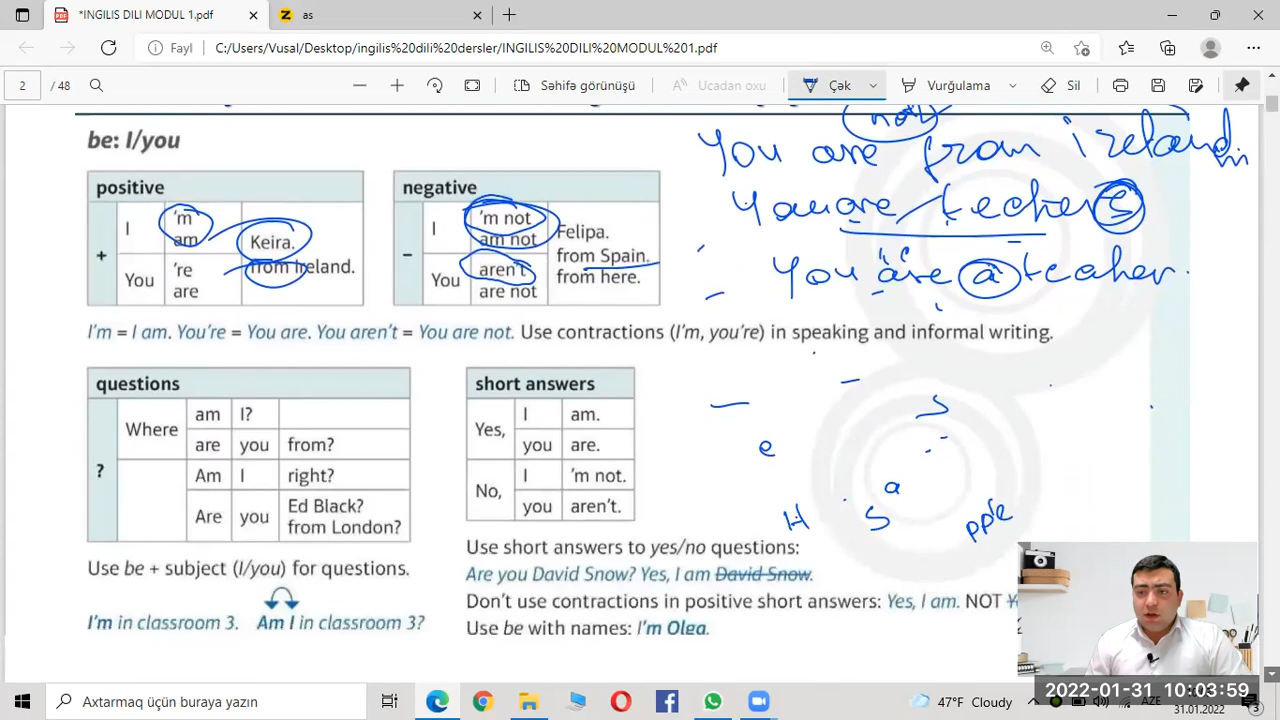 *INGILIS DILI MODUL 1.pdf
as
Fayl
C:/Users/Vusal/Desktop/ingilis%20dili%20dersler/INGILIS%20DILI%20MODUL%201.pdf
2 / 48
Səhifə görünüşü
Ucadan oxu
Çək
Vurğulama
Sil
not
You are from ireland
You are techer s
You are a teaher.
be: I/you
positive
+ I 'm am Keira.
You 're are from Ireland.
negative
- I 'm not am not Felipa.
from Spain.
You aren't are not from here.
I'm = I am. You're = You are. You aren't = You are not. Use contractions (I'm, you're) in speaking and informal writing.
questions
? Where am I?
are you from?
Am I right?
Are you Ed Black?
from London?
short answers
Yes, I am.
you are.
No, I 'm not.
you aren't.
e
a
H S pple
Use be + subject (I/you) for questions.
I'm in classroom 3. Am I in classroom 3?
Use short answers to yes/no questions:
Are you David Snow? Yes, I am David Snow.
Don't use contractions in positive short answers: Yes, I am. NOT
Use be with names: I'm Olga.
Axtarmaq üçün buraya yazın
47°F Cloudy
AZE
2022-01-31 10:03:59
31.01.2022
3